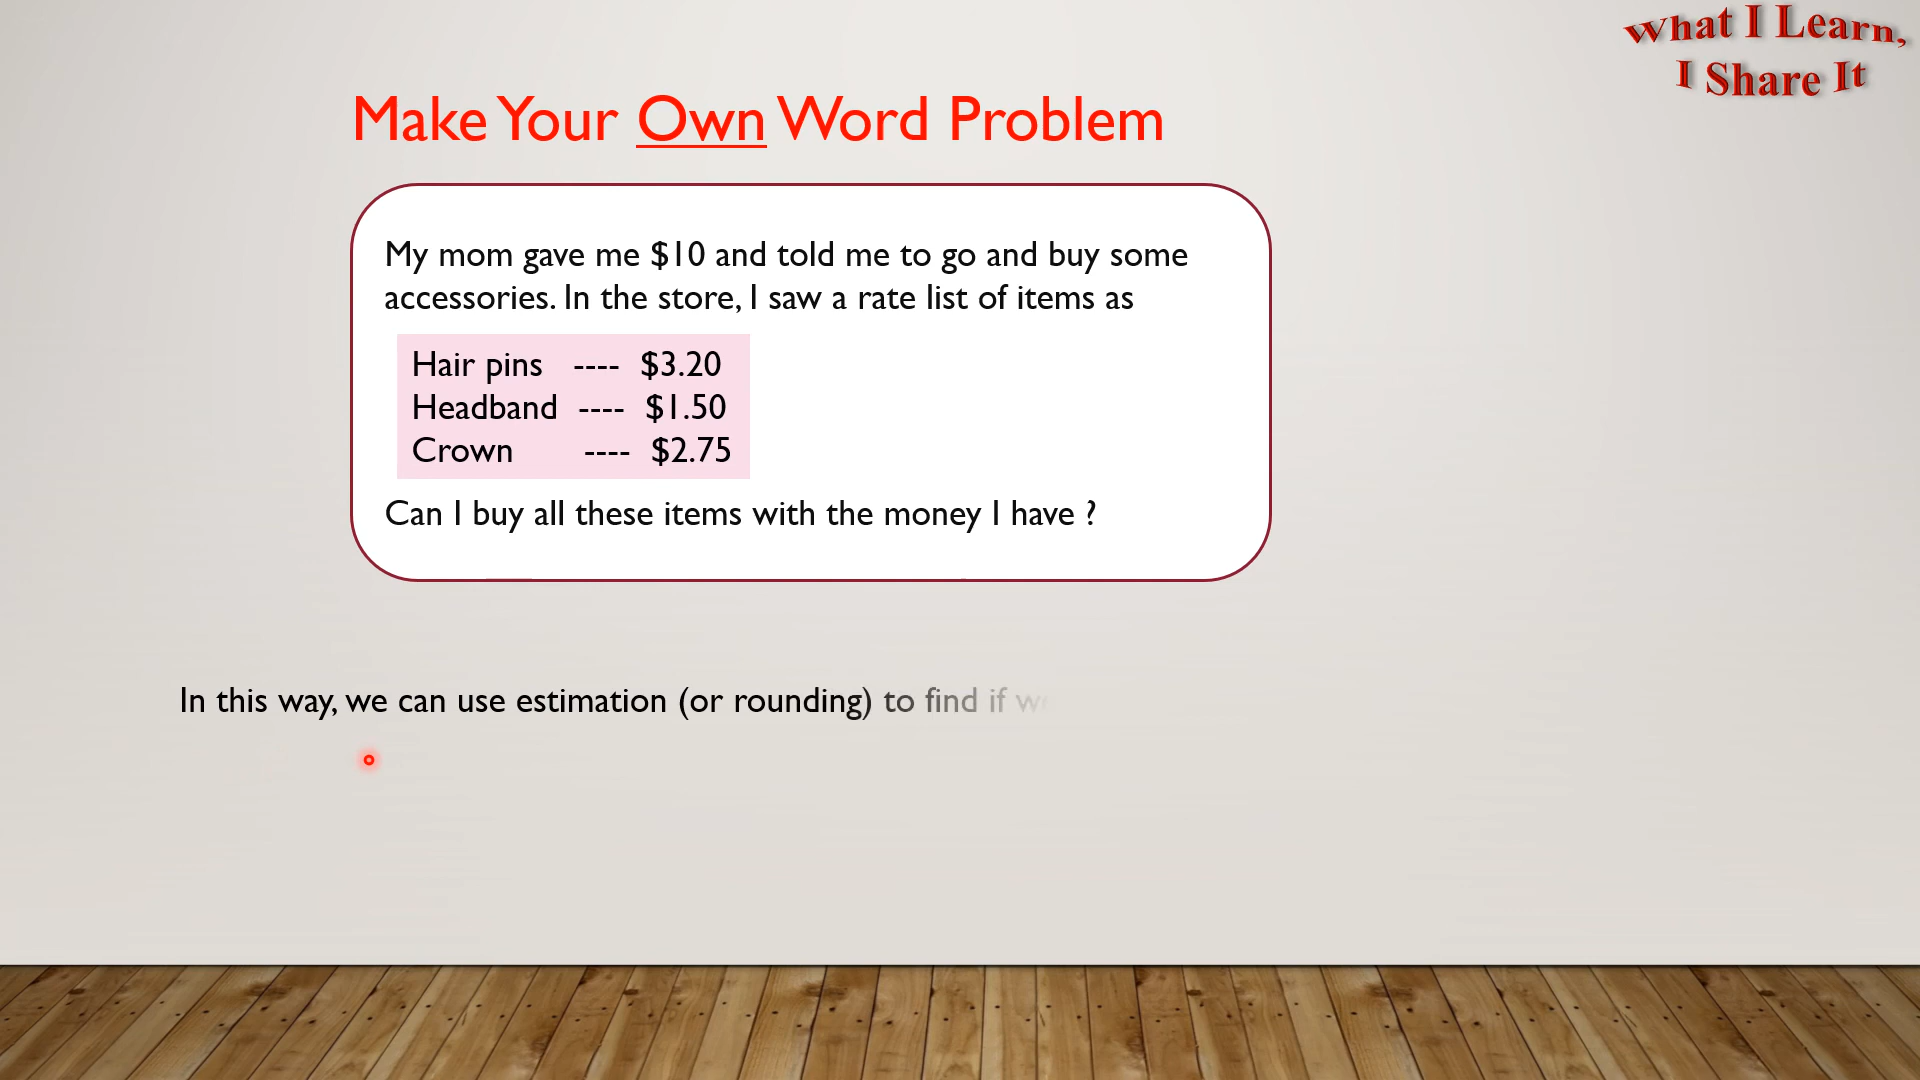 What I Learn,
I Share It
Make Your Own Word Problem
My mom gave me $10 and told me to go and buy some
accessories. In the store, I saw a rate list of items as
Hair pins ---- $3.20
Headband ---- $1.50
Crown ---- $2.75
Can I buy all these items with the money I have ?
In this way, we can use estimation (or rounding) to find if we